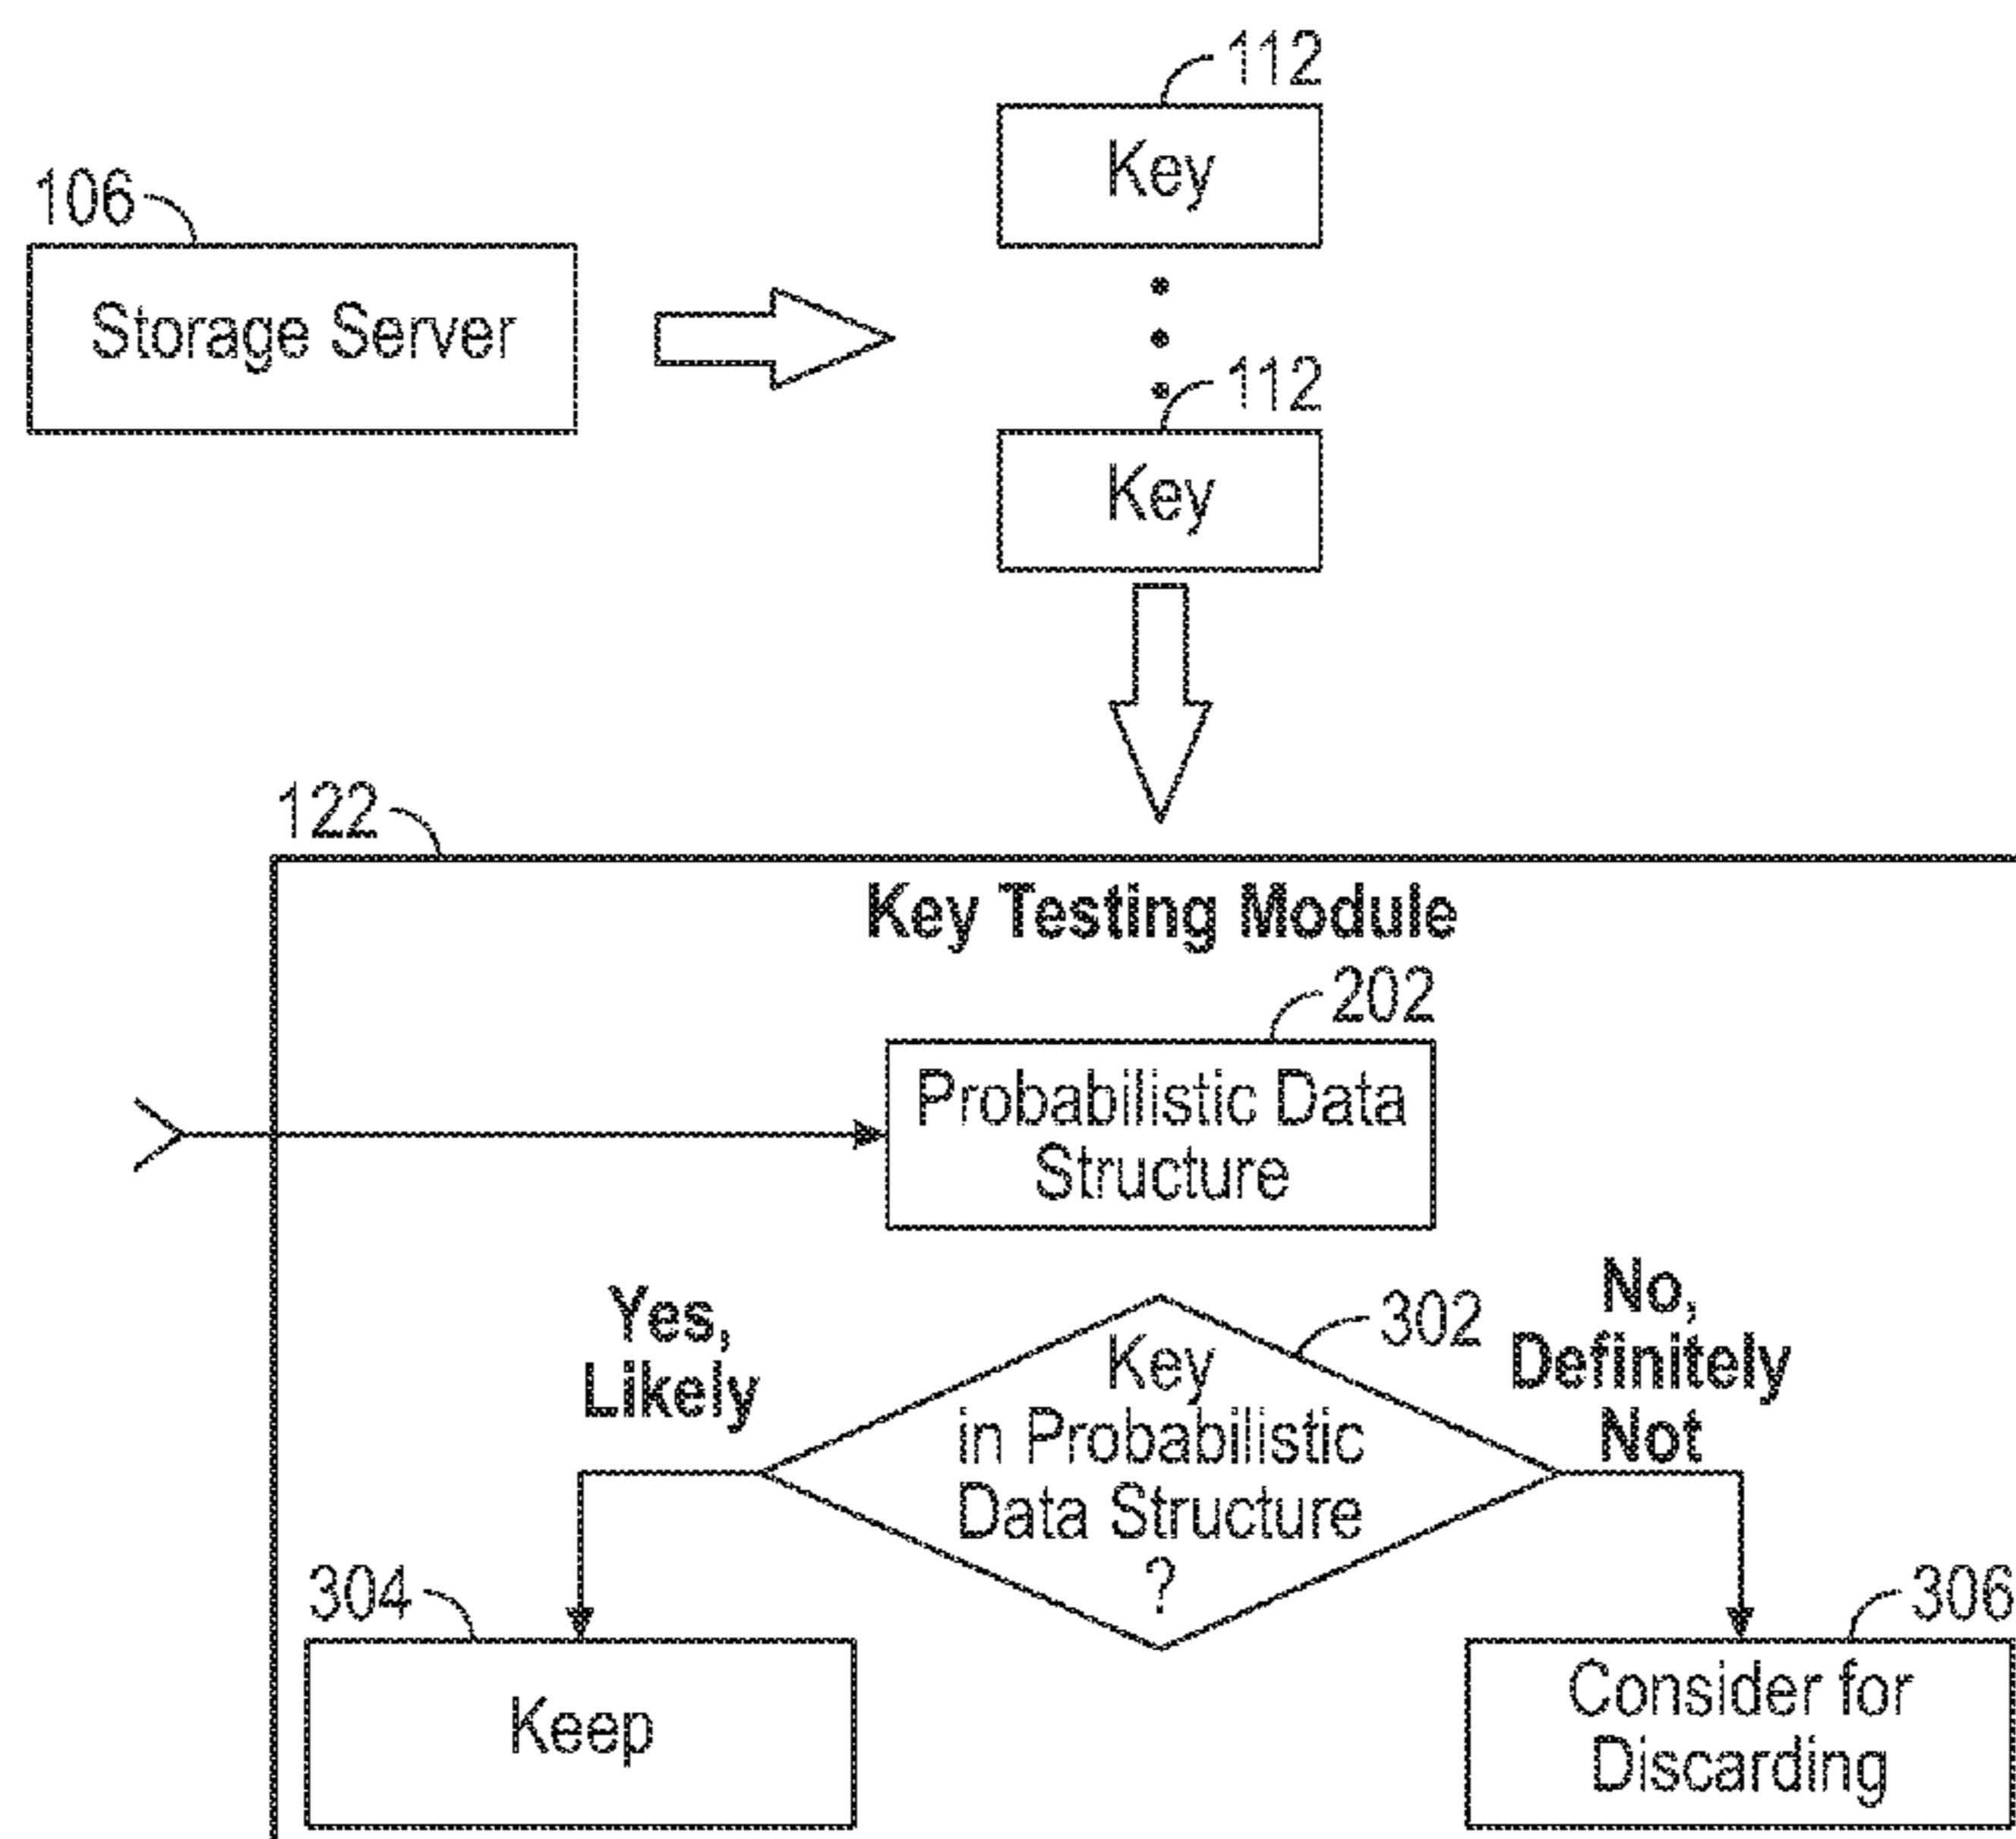 112
Key
106
Storage Server
112
Key
122
Key Testing Module
202
Probabilistic Data
Structure
Yes,
Likely
302
No,
Definitely
Not
Key
in Probabilistic
Data Structure
?
304
Keep
306
Consider for
Discarding